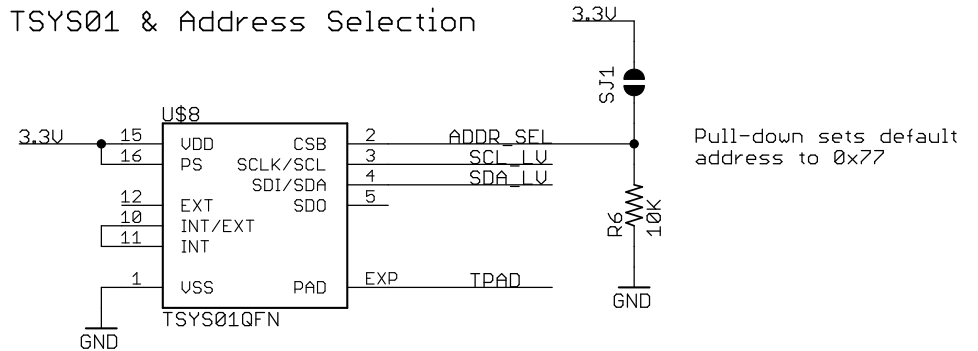 TSYS01 & Address Selection
3.3V
SJ1
U$8
3.3V
15 VDD CSB 2 ADDR_SEL
16 PS SCLK/SCL 3 SCL_LV
SDI/SDA 4 SDA_LV
12 EXT SDO 5
10 INT/EXT
11 INT
1 VSS PAD EXP TPAD
TSYS01QFN
GND
R6
10K
GND
Pull-down sets default
address to 0x77